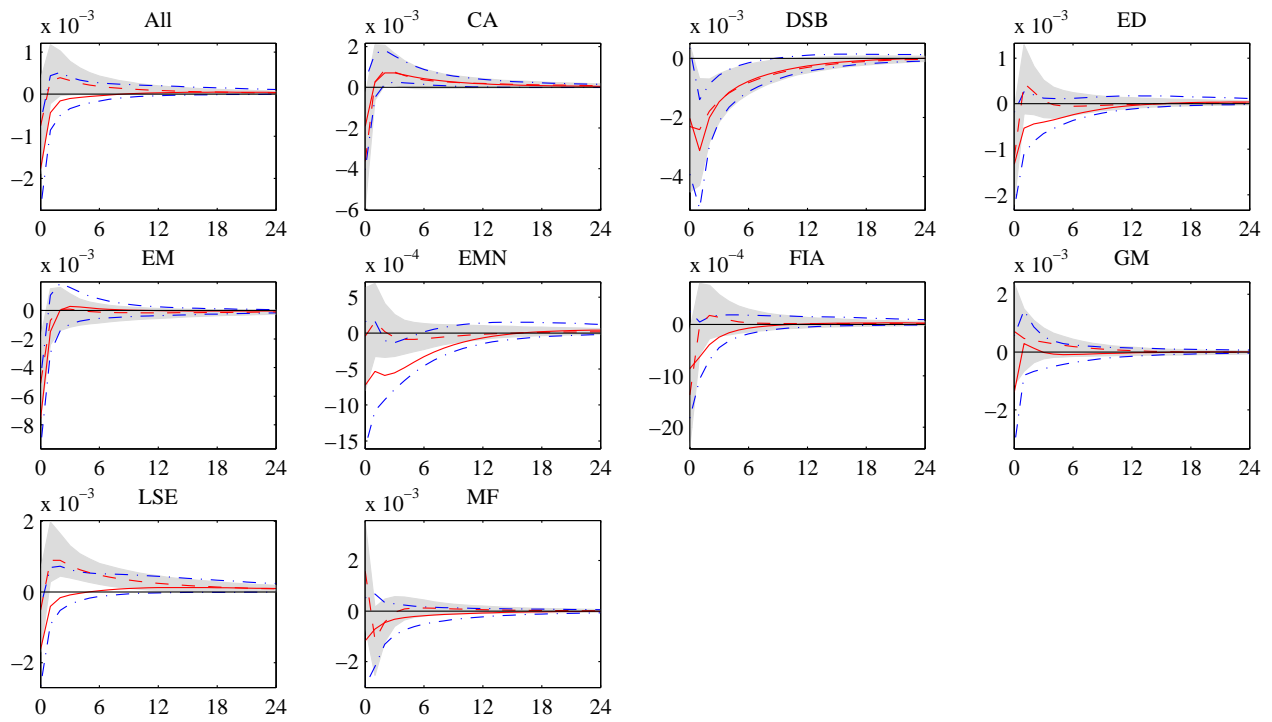 x 10⁻³ All
1
0
−1
−2
0 6 12 18 24
x 10⁻³ CA
2
0
−2
−4
−6
0 6 12 18 24
x 10⁻³ DSB
0
−2
−4
0 6 12 18 24
x 10⁻³ ED
1
0
−1
−2
0 6 12 18 24
x 10⁻³ EM
0
−2
−4
−6
−8
0 6 12 18 24
x 10⁻⁴ EMN
5
0
−5
−10
−15
0 6 12 18 24
x 10⁻⁴ FIA
0
−10
−20
0 6 12 18 24
x 10⁻³ GM
2
0
−2
0 6 12 18 24
x 10⁻³ LSE
2
0
−2
0 6 12 18 24
x 10⁻³ MF
2
0
−2
0 6 12 18 24